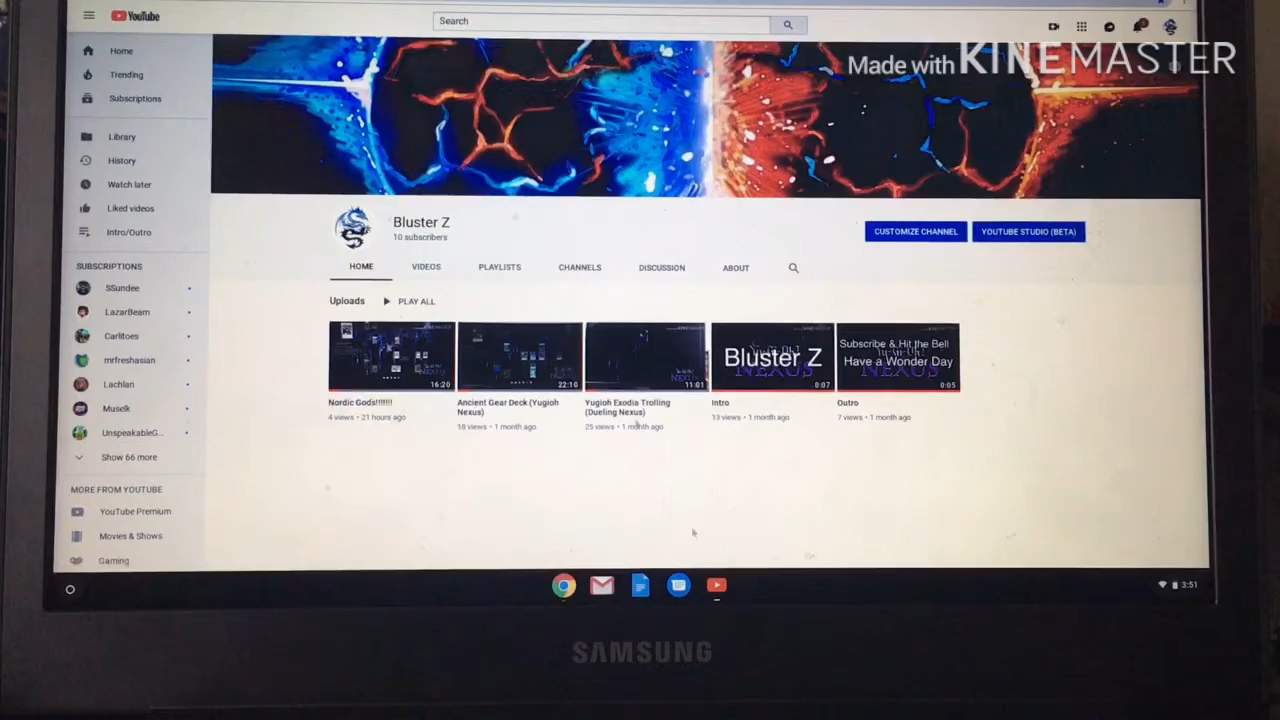 YouTube
Search
Made with KINEMASTER
Home
Trending
Subscriptions
Library
History
Watch later
Liked videos
Intro/Outro
SUBSCRIPTIONS
SSundee
LazarBeam
Carlitoes
mrfreshasian
Lachlan
Muselk
UnspeakableG...
Show 66 more
MORE FROM YOUTUBE
YouTube Premium
Movies & Shows
Gaming
Bluster Z
10 subscribers
CUSTOMIZE CHANNEL
YOUTUBE STUDIO (BETA)
HOME VIDEOS PLAYLISTS CHANNELS DISCUSSION ABOUT
Uploads PLAY ALL
16:20
22:10
NEXUS
11:01
Bluster Z
NEXUS
0:07
Subscribe & Hit the Bell
Have a Wonder Day
NEXUS
0:05
Nordic Gods!!!!!!!
4 views • 21 hours ago
Ancient Gear Deck (Yugioh
Nexus)
18 views • 1 month ago
Yugioh Exodia Trolling
(Dueling Nexus)
25 views • 1 month ago
Intro
13 views • 1 month ago
Outro
7 views • 1 month ago
3:51
SAMSUNG